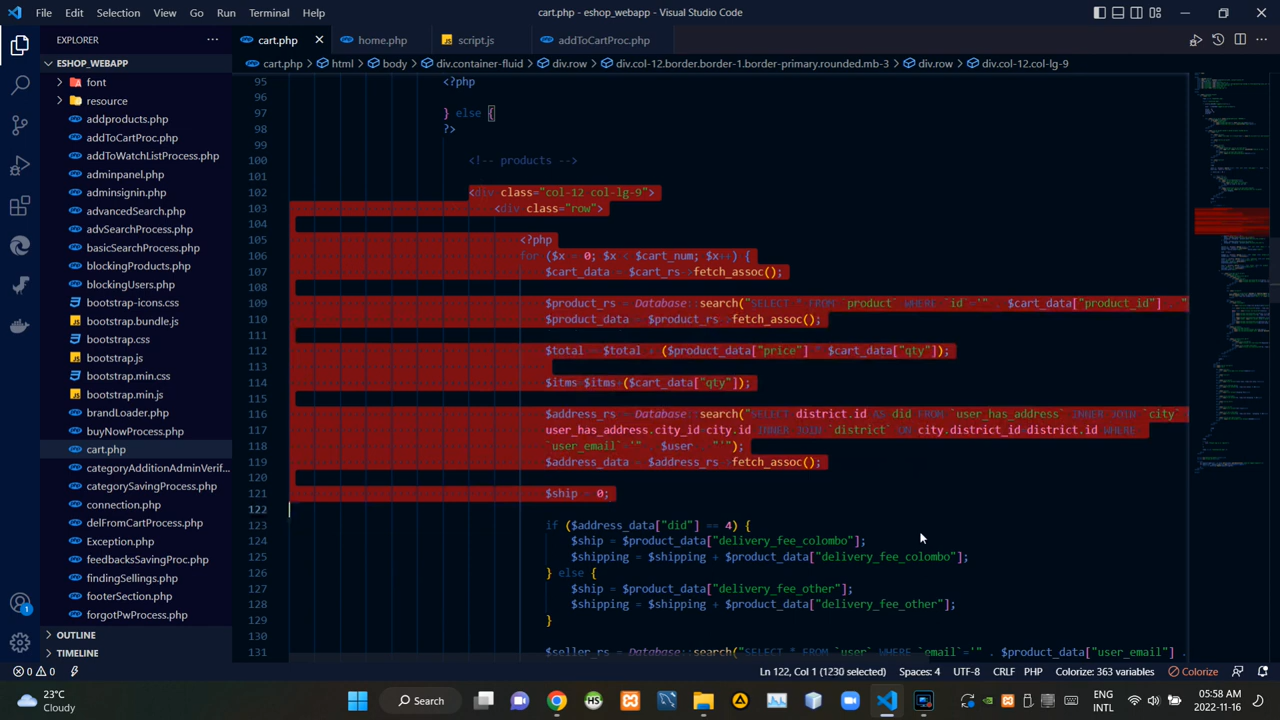 File Edit Selection View Go Run Terminal Help
cart.php - eshop_webapp - Visual Studio Code
EXPLORER
cart.php
home.php
script.js
addToCartProc.php
ESHOP_WEBAPP
cart.php > html > body > div.container-fluid > div.row > div.col-12.border.border-1.border-primary.rounded.mb-3 > div.row > div.col-12.col-lg-9
font
resource
addproducts.php
addToCartProc.php
addToWatchListProcess.php
adminpanel.php
adminsignin.php
advancedSearch.php
advSearchProcess.php
basicSearchProcess.php
blockingProducts.php
blockingUsers.php
bootstrap-icons.css
bootstrap.bundle.js
bootstrap.css
bootstrap.js
bootstrap.min.css
bootstrap.min.js
brandLoader.php
buyNowProcess.php
cart.php
categoryAdditionAdminVerif...
categorySavingProcess.php
connection.php
delFromCartProcess.php
Exception.php
feedbacksSavingProc.php
findingSellings.php
footerSection.php
forgotPwProcess.php
OUTLINE
TIMELINE
95 <?php
96
97 } else {
98 ?>
99
100 <!-- products -->
101
102 <div class="col-12 col-lg-9">
103 <div class="row">
104
105 <?php
106 for ($x = 0; $x < $cart_num; $x++) {
107 $cart_data = $cart_rs->fetch_assoc();
108
109 $product_rs = Database::search("SELECT * FROM `product` WHERE `id`='" . $cart_data["product_id"] . "
110 $product_data = $product_rs->fetch_assoc();
111
112 $total = $total + ($product_data["price"] * $cart_data["qty"]);
113
114 $itms=$itms+($cart_data["qty"]);
115
116 $address_rs = Database::search("SELECT district.id AS did FROM `user_has_address` INNER JOIN `city`
117 user_has_address.city_id=city.id INNER JOIN `district` ON city.district_id=district.id WHERE
118 `user_email`='" . $user . "'");
119 $address_data = $address_rs->fetch_assoc();
120
121 $ship = 0;
122
123 if ($address_data["did"] == 4) {
124 $ship = $product_data["delivery_fee_colombo"];
125 $shipping = $shipping + $product_data["delivery_fee_colombo"];
126 } else {
127 $ship = $product_data["delivery_fee_other"];
128 $shipping = $shipping + $product_data["delivery_fee_other"];
129 }
130
131 $seller_rs = Database::search("SELECT * FROM `user` WHERE `email`='" . $product_data["user_email"] .
0 0
Ln 122, Col 1 (1230 selected) Spaces: 4 UTF-8 CRLF PHP Colorize: 363 variables Colorize
1
23°C
Cloudy
Search
HS
ENG
INTL
05:58 AM
2022-11-16